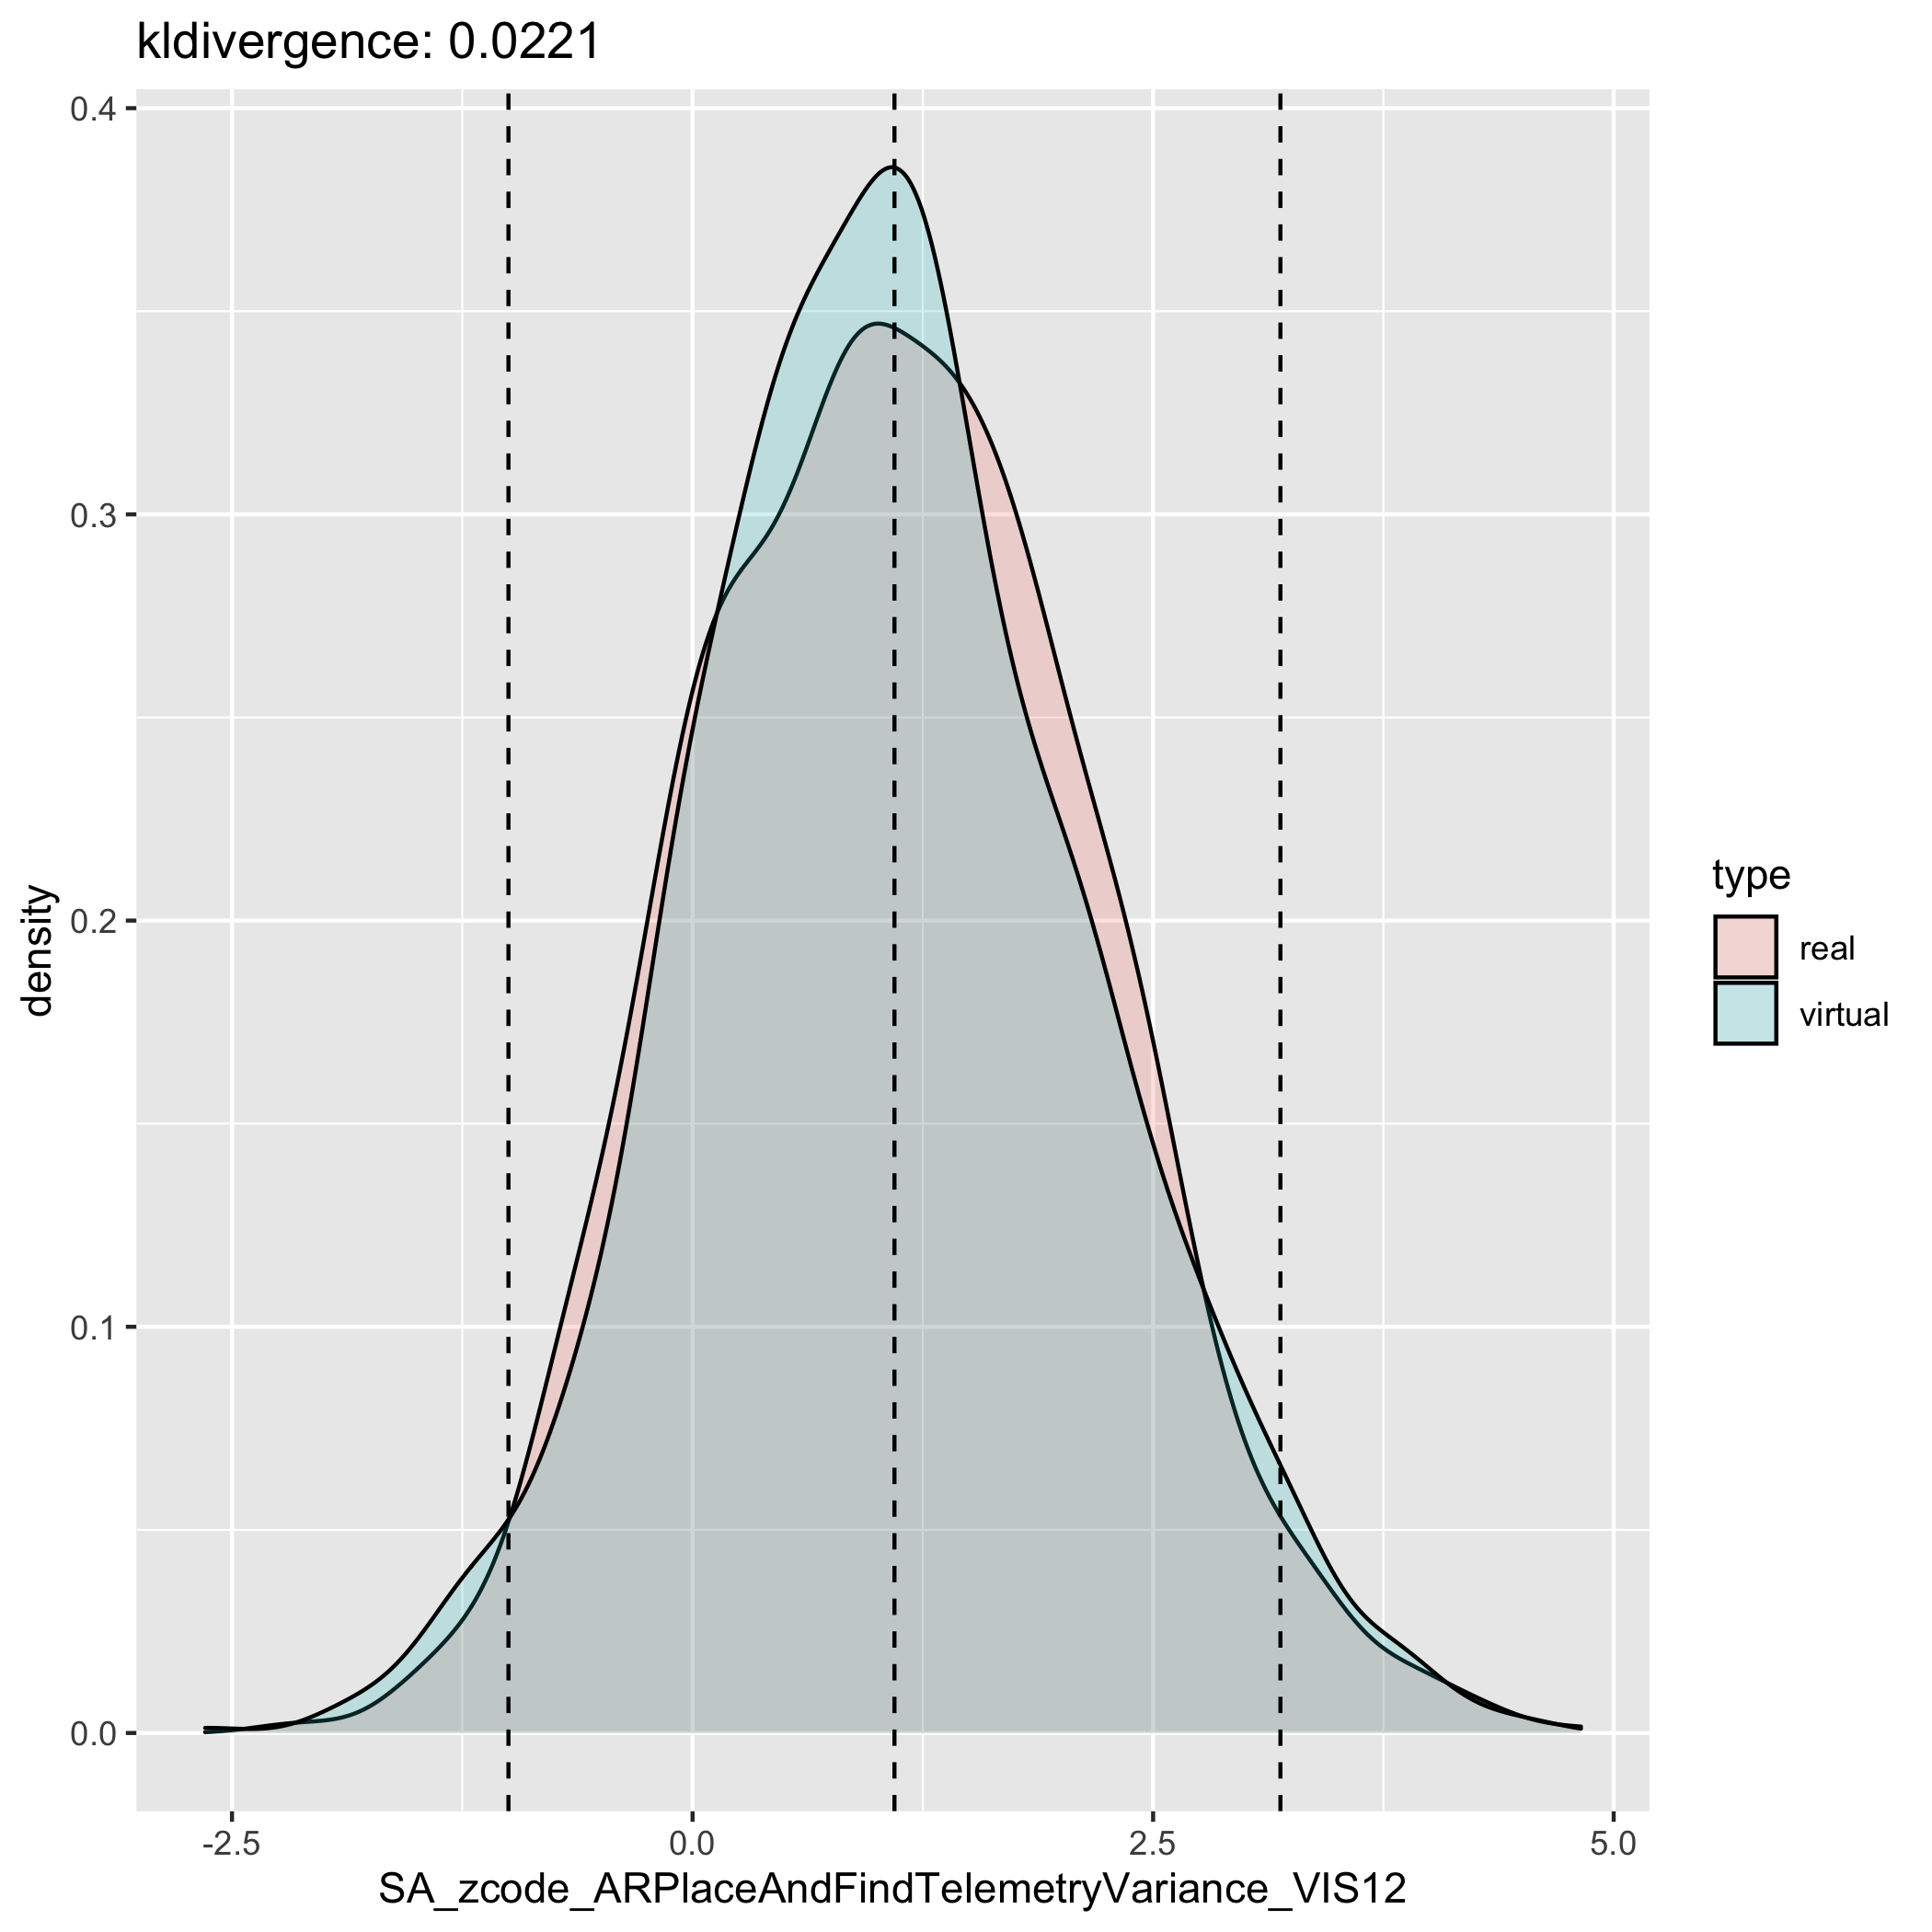 kldivergence: 0.0221
0.4
0.3
0.2
0.1
0.0
density
-2.5
0.0
2.5
5.0
SA_zcode_ARPlaceAndFindTelemetryVariance_VIS12
type
real
virtual